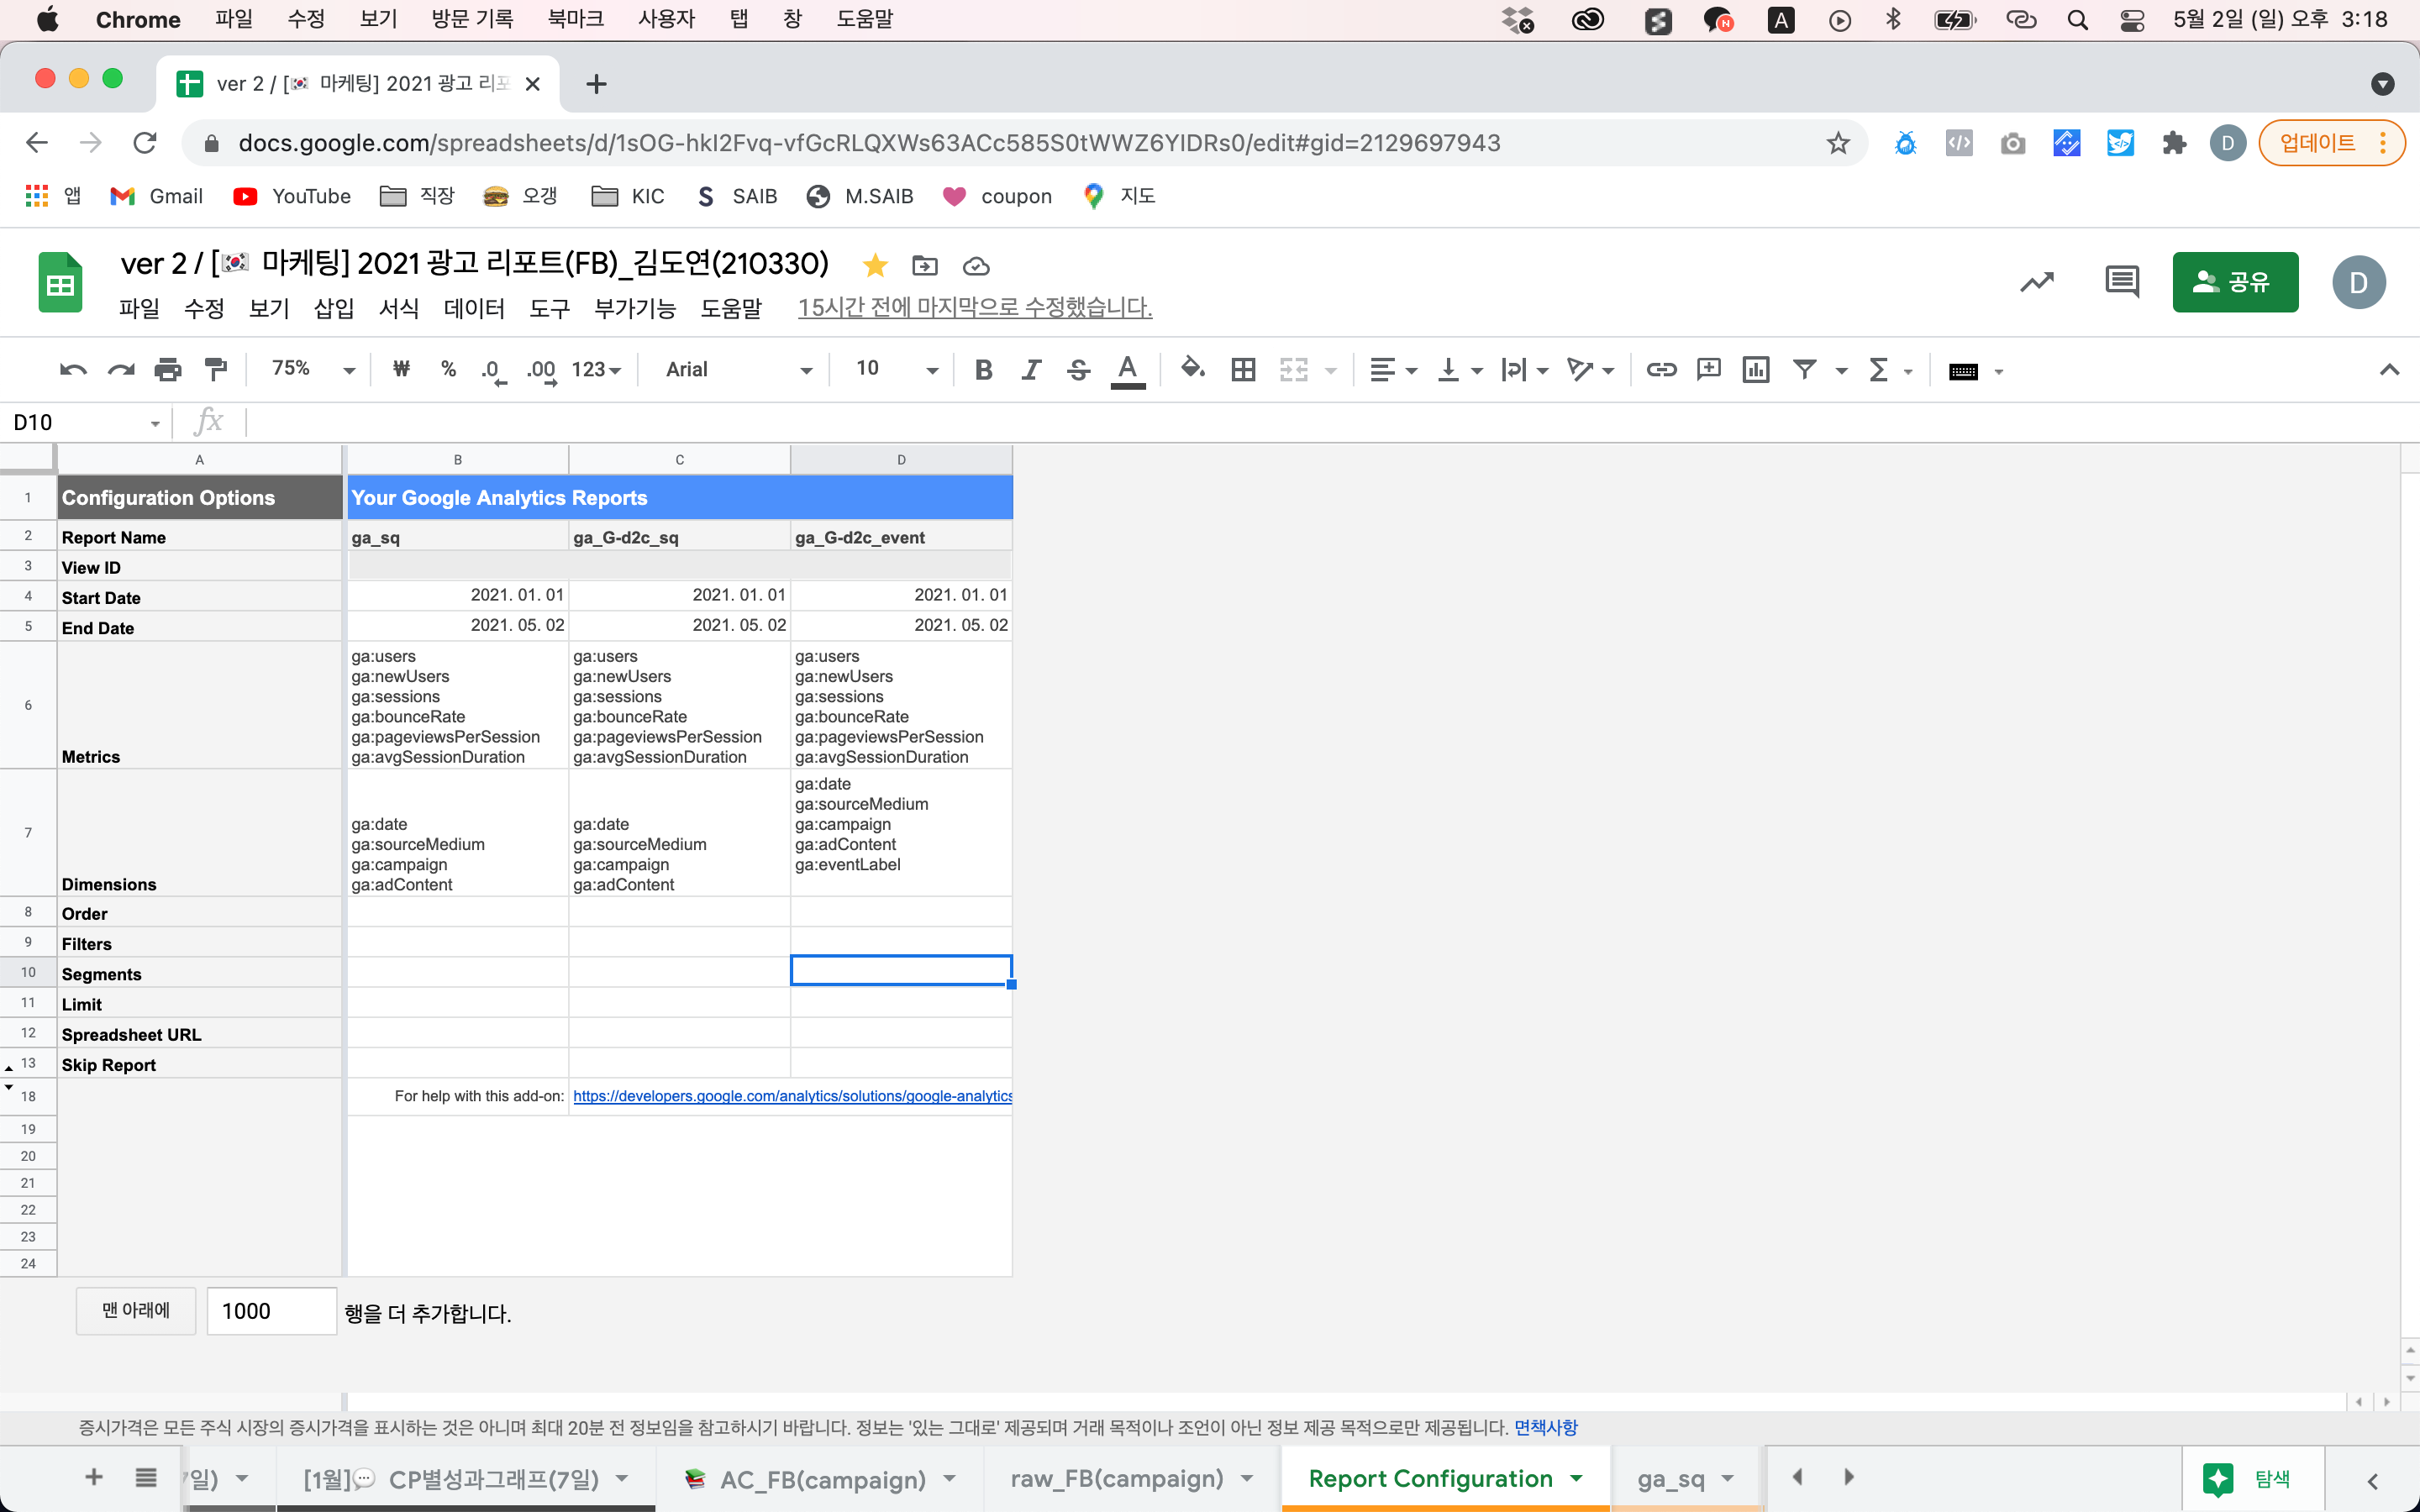 Chrome 파일 수정 보기 방문 기록 북마크 사용자 탭 창 도움말 A 5월 2일 (일) 오후 3:18
ver 2 / [🇰🇷 마케팅] 2021 광고 리포
docs.google.com/spreadsheets/d/1sOG-hkI2Fvq-vfGcRLQXWs63ACc585S0tWWZ6YIDRs0/edit#gid=2129697943 D 업데이트
앱 Gmail YouTube 직장 오갱 KIC S SAIB M.SAIB coupon 지도
ver 2 / [🇰🇷 마케팅] 2021 광고 리포트(FB)_김도연(210330)
공유 D
파일 수정 보기 삽입 서식 데이터 도구 부가기능 도움말 15시간 전에 마지막으로 수정했습니다.
75% ₩ % .0 .00 123 Arial 10 B I S A
D10 fx
A B C D
1 Configuration Options Your Google Analytics Reports
2 Report Name ga_sq ga_G-d2c_sq ga_G-d2c_event
3 View ID
4 Start Date 2021. 01. 01 2021. 01. 01 2021. 01. 01
5 End Date 2021. 05. 02 2021. 05. 02 2021. 05. 02
ga:users ga:users ga:users
ga:newUsers ga:newUsers ga:newUsers
ga:sessions ga:sessions ga:sessions
6 ga:bounceRate ga:bounceRate ga:bounceRate
ga:pageviewsPerSession ga:pageviewsPerSession ga:pageviewsPerSession
Metrics ga:avgSessionDuration ga:avgSessionDuration ga:avgSessionDuration
ga:date
ga:sourceMedium
7 ga:date ga:date ga:campaign
ga:sourceMedium ga:sourceMedium ga:adContent
ga:campaign ga:campaign ga:eventLabel
Dimensions ga:adContent ga:adContent
8 Order
9 Filters
10 Segments
11 Limit
12 Spreadsheet URL
13 Skip Report
18 For help with this add-on: https://developers.google.com/analytics/solutions/google-analytics
19
20
21
22
23
24
맨 아래에 1000 행을 더 추가합니다.
증시가격은 모든 주식 시장의 증시가격을 표시하는 것은 아니며 최대 20분 전 정보임을 참고하시기 바랍니다. 정보는 '있는 그대로' 제공되며 거래 목적이나 조언이 아닌 정보 제공 목적으로만 제공됩니다. 면책사항
7일) [1월]💬 CP별성과그래프(7일) 📚 AC_FB(campaign) raw_FB(campaign) Report Configuration ga_sq 탐색